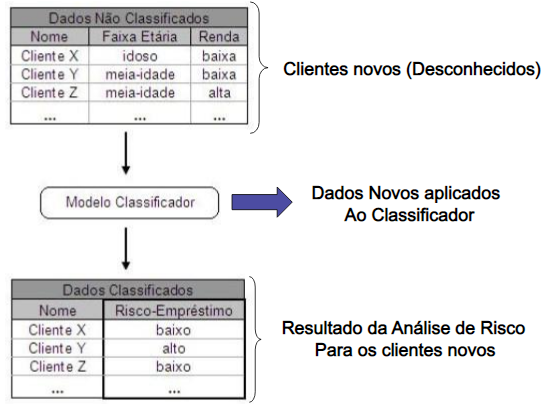 Dados Não Classificados
Nome Faixa Etária Renda
Cliente X idoso baixa
Cliente Y meia-idade baixa
Cliente Z meia-idade alta
... ... ...
Clientes novos (Desconhecidos)
Modelo Classificador
Dados Novos aplicados
Ao Classificador
Dados Classificados
Nome Risco-Empréstimo
Cliente X baixo
Cliente Y alto
Cliente Z baixo
... ...
Resultado da Análise de Risco
Para os clientes novos